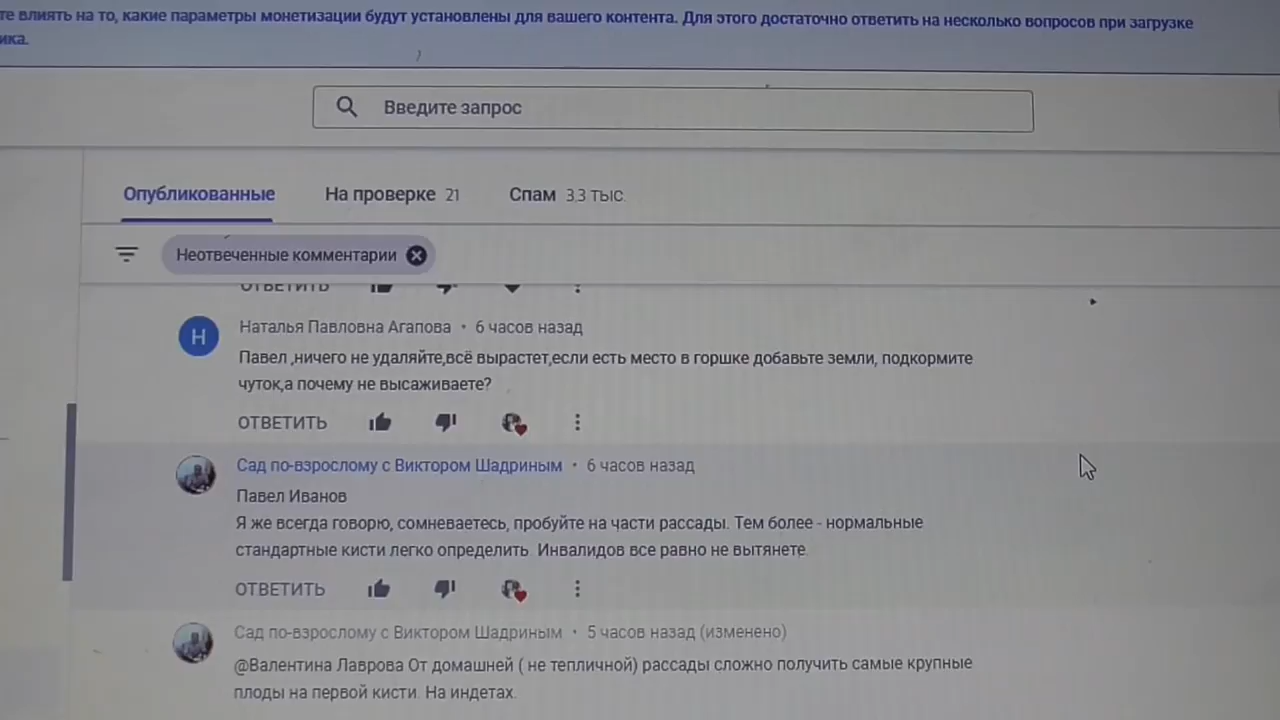 те влиять на то, какие параметры монетизации будут установлены для вашего контента. Для этого достаточно ответить на несколько вопросов при загрузке
ика.
Введите запрос
Опубликованные На проверке 21 Спам 3,3 тыс.
Неотвеченные комментарии
ОТВЕТИТЬ
Н
Наталья Павловна Агапова • 6 часов назад
Павел ,ничего не удаляйте,всё вырастет,если есть место в горшке добавьте земли, подкормите
чуток,а почему не высаживаете?
ОТВЕТИТЬ
Сад по-взрослому с Виктором Шадриным • 6 часов назад
Павел Иванов
Я же всегда говорю, сомневаетесь, пробуйте на части рассады. Тем более - нормальные
стандартные кисти легко определить. Инвалидов все равно не вытянете.
ОТВЕТИТЬ
Сад по-взрослому с Виктором Шадриным • 5 часов назад (изменено)
@Валентина Лаврова От домашней ( не тепличной) рассады сложно получить самые крупные
плоды на первой кисти. На индетах.